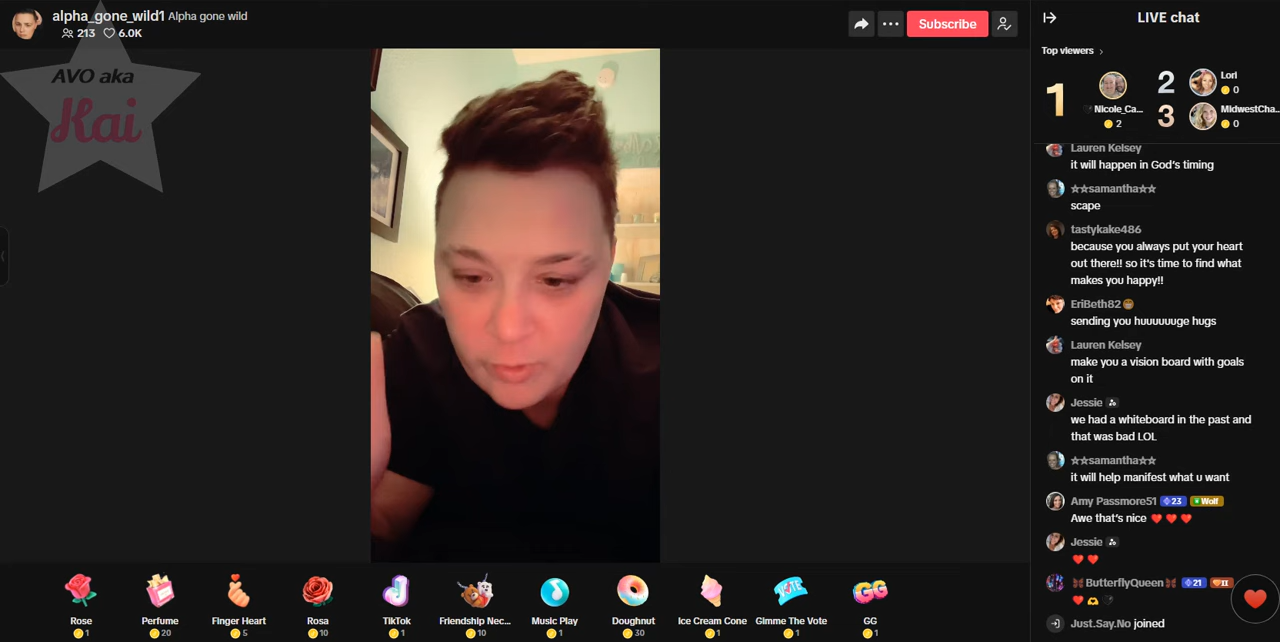 alpha_gone_wild1 Alpha gone wild
213 6.0K
Subscribe
AVO aka
Kai
LIVE chat
Top viewers
1
Nicole_Ca...
2
2
Lori
0
3
MidwestCha...
0
Lauren Kelsey
it will happen in God's timing
☆☆samantha☆☆
scape
tastykake486
because you always put your heart
out there!! so it's time to find what
makes you happy!!
EriBeth82
sending you huuuuuuge hugs
Lauren Kelsey
make you a vision board with goals
on it
Jessie
we had a whiteboard in the past and
that was bad LOL
☆☆samantha☆☆
it will help manifest what u want
Amy Passmore51 23 Wolf
Awe that's nice ❤️ ❤️ ❤️
Jessie
❤️ ❤️
ButterflyQueen 21 II
Just.Say.No joined
Rose Perfume Finger Heart Rosa TikTok Friendship Nec... Music Play Doughnut Ice Cream Cone Gimme The Vote GG
1 20 5 10 1 10 1 30 1 1 1